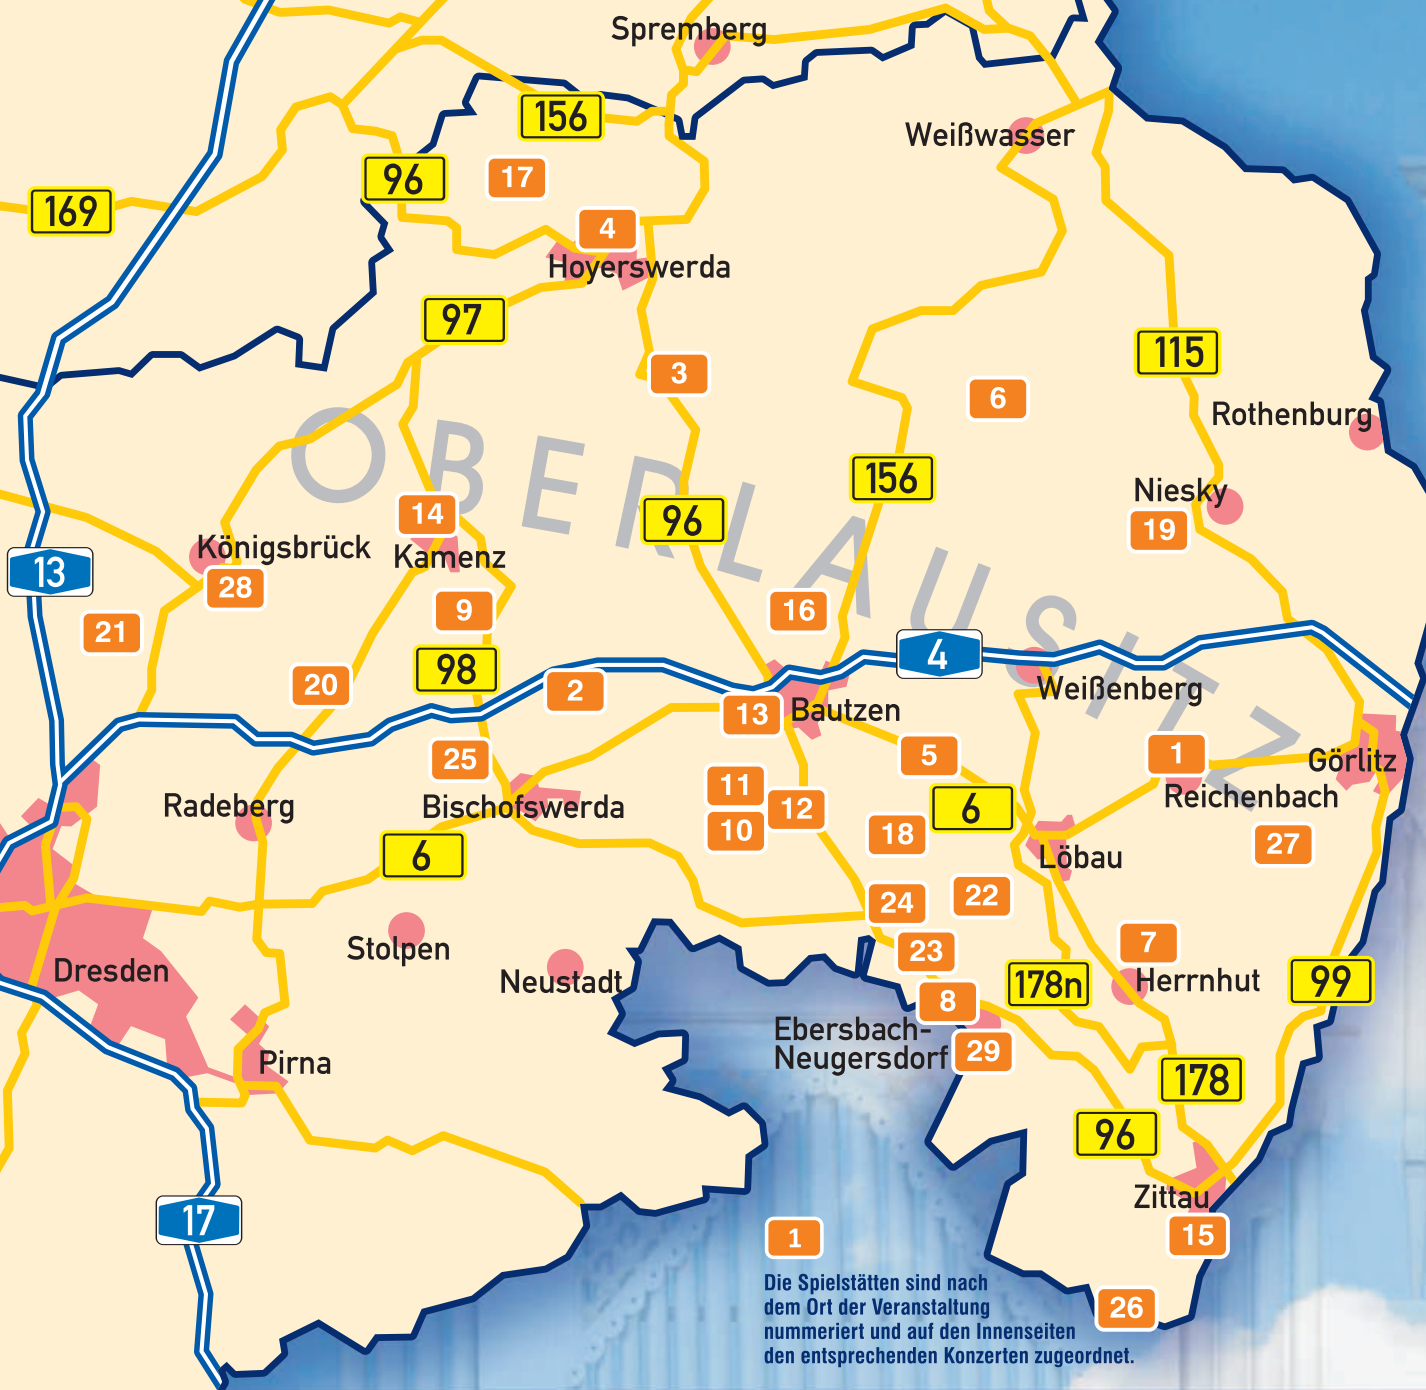 Spremberg
156
Weißwasser
96
17
169
4
Hoyerswerda
97
115
3
6
Rothenburg
OBERLAUSITZ
156
Niesky
14
96
19
Königsbrück
Kamenz
13
28
9
16
21
4
98
20
2
Weißenberg
13
Bautzen
25
5
1
Görlitz
11
Reichenbach
Radeberg
Bischofswerda
12
6
10
18
27
6
Löbau
24
22
Stolpen
23
7
Dresden
Neustadt
178n
Herrnhut
99
8
Ebersbach-
Neugersdorf
29
Pirna
178
96
Zittau
17
1
15
Die Spielstätten sind nach
dem Ort der Veranstaltung
nummeriert und auf den Innenseiten
den entsprechenden Konzerten zugeordnet.
26